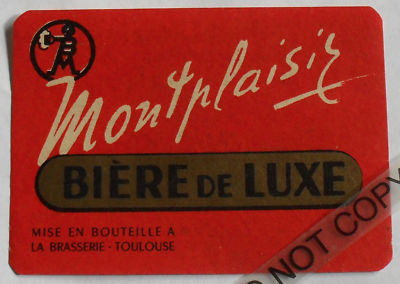 Montplaisir
BIÈRE DE LUXE
MISE EN BOUTEILLE A
LA BRASSERIE · TOULOUSE
NOT COPY